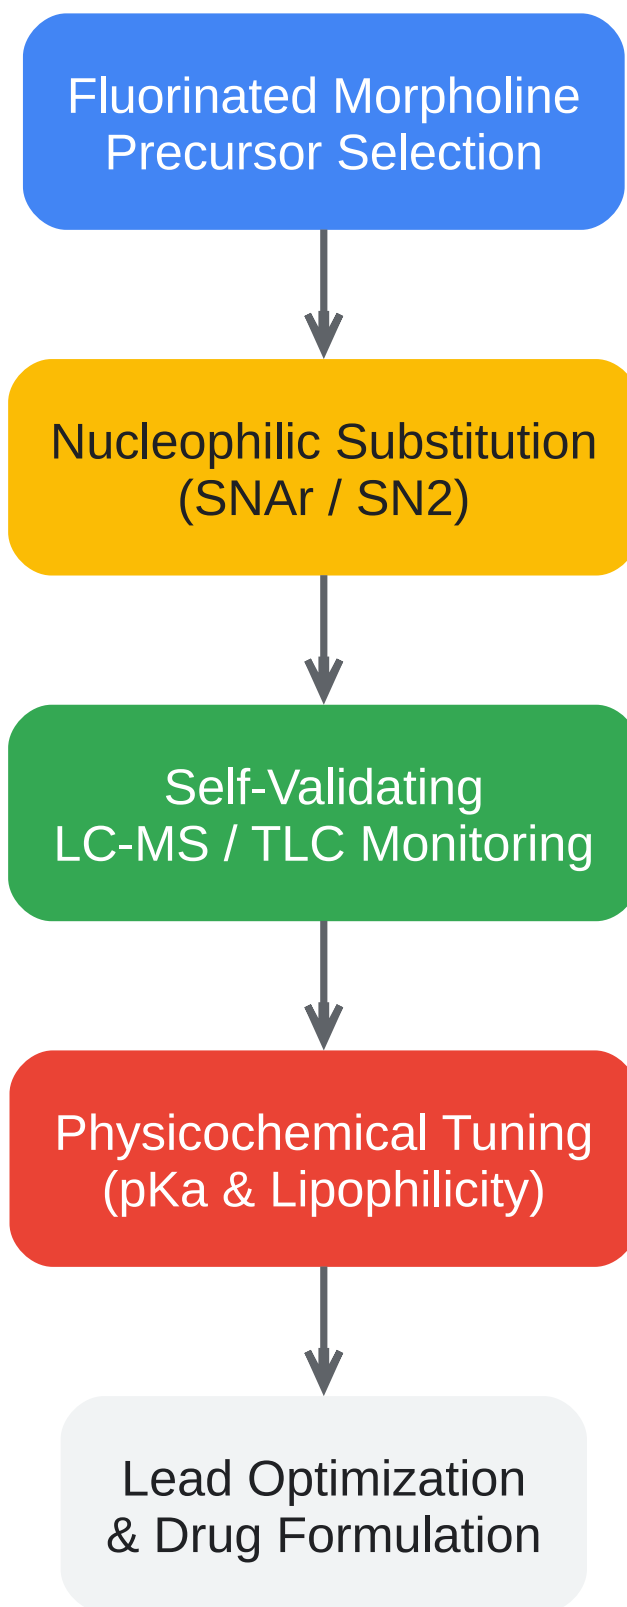 Fluorinated Morpholine
Precursor Selection
Nucleophilic Substitution
(SNAr / SN2)
Self-Validating
LC-MS / TLC Monitoring
Physicochemical Tuning
(pKa & Lipophilicity)
Lead Optimization
& Drug Formulation